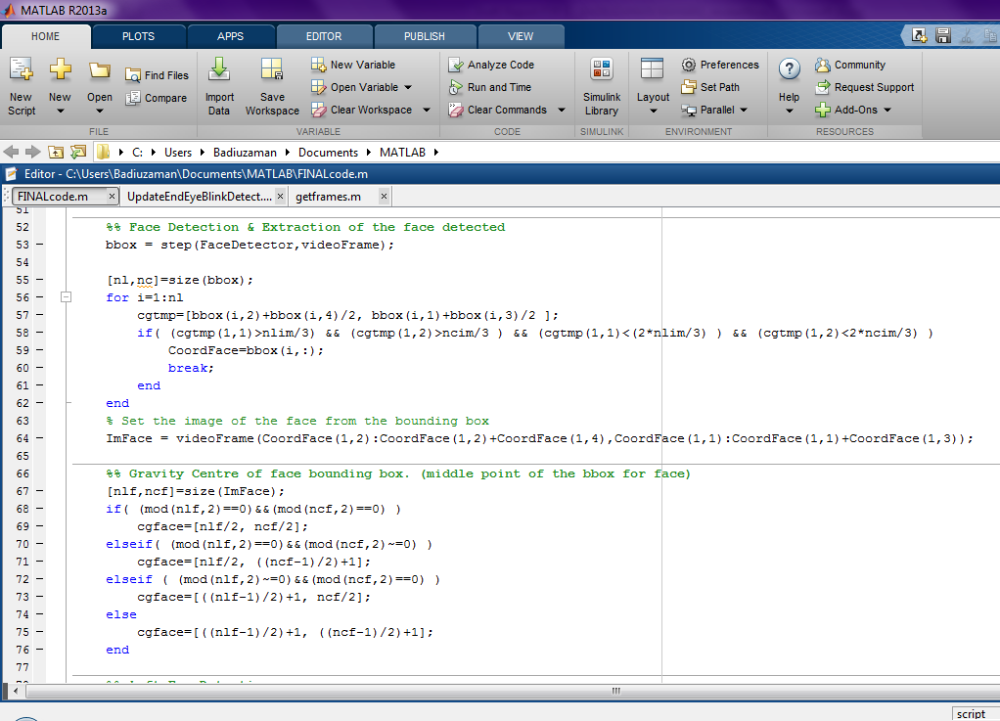 MATLAB R2013a
HOME PLOTS APPS EDITOR PUBLISH VIEW
New Script
New
Open
Find Files
Compare
FILE
Import Data
Save Workspace
New Variable
Open Variable
Clear Workspace
VARIABLE
Analyze Code
Run and Time
Clear Commands
CODE
Simulink Library
SIMULINK
Layout
Preferences
Set Path
Parallel
ENVIRONMENT
Help
Community
Request Support
Add-Ons
RESOURCES
C: Users Badiuzaman Documents MATLAB
Editor - C:\Users\Badiuzaman\Documents\MATLAB\FINALcode.m
FINALcode.m × UpdateEndEyeBlinkDetect.... × getframes.m ×
51
52 %% Face Detection & Extraction of the face detected
53 – bbox = step(FaceDetector,videoFrame);
54
55 – [nl,nc]=size(bbox);
56 – for i=1:nl
57 – cgtmp=[bbox(i,2)+bbox(i,4)/2, bbox(i,1)+bbox(i,3)/2 ];
58 – if( (cgtmp(1,1)>nlim/3) && (cgtmp(1,2)>ncim/3 ) && (cgtmp(1,1)<(2*nlim/3) ) && (cgtmp(1,2)<2*ncim/3) )
59 – CoordFace=bbox(i,:);
60 – break;
61 – end
62 – end
63 % Set the image of the face from the bounding box
64 – ImFace = videoFrame(CoordFace(1,2):CoordFace(1,2)+CoordFace(1,4),CoordFace(1,1):CoordFace(1,1)+CoordFace(1,3));
65
66 %% Gravity Centre of face bounding box. (middle point of the bbox for face)
67 – [nlf,ncf]=size(ImFace);
68 – if( (mod(nlf,2)==0)&&(mod(ncf,2)==0) )
69 – cgface=[nlf/2, ncf/2];
70 – elseif( (mod(nlf,2)==0)&&(mod(ncf,2)~=0) )
71 – cgface=[nlf/2, ((ncf-1)/2)+1];
72 – elseif ( (mod(nlf,2)~=0)&&(mod(ncf,2)==0) )
73 – cgface=[((nlf-1)/2)+1, ncf/2];
74 – else
75 – cgface=[((nlf-1)/2)+1, ((ncf-1)/2)+1];
76 – end
77
script